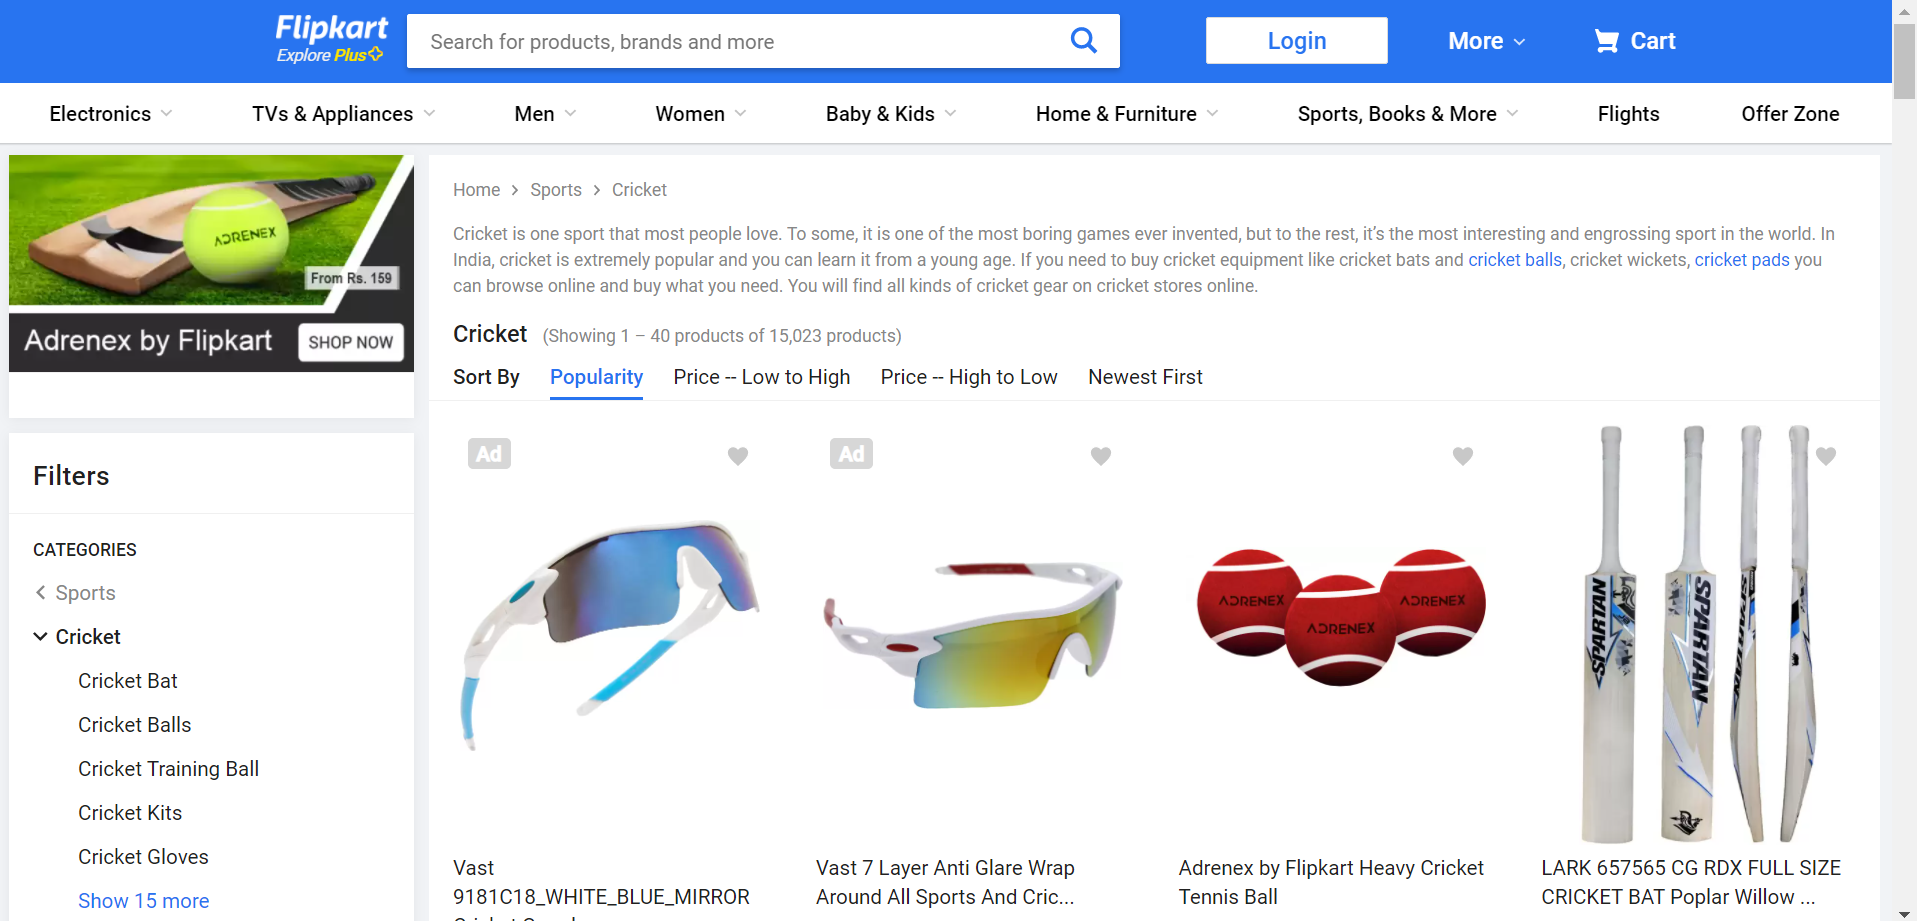 Flipkart
Explore Plus
Search for products, brands and more
Login
More
Cart
Electronics
TVs & Appliances
Men
Women
Baby & Kids
Home & Furniture
Sports, Books & More
Flights
Offer Zone
ADRENEX
From Rs. 159
Adrenex by Flipkart
SHOP NOW
Filters
CATEGORIES
Sports
Cricket
Cricket Bat
Cricket Balls
Cricket Training Ball
Cricket Kits
Cricket Gloves
Show 15 more
Home > Sports > Cricket
Cricket is one sport that most people love. To some, it is one of the most boring games ever invented, but to the rest, it’s the most interesting and engrossing sport in the world. In
India, cricket is extremely popular and you can learn it from a young age. If you need to buy cricket equipment like cricket bats and cricket balls, cricket wickets, cricket pads you
can browse online and buy what you need. You will find all kinds of cricket gear on cricket stores online.
Cricket (Showing 1 – 40 products of 15,023 products)
Sort By Popularity Price -- Low to High Price -- High to Low Newest First
Ad
Ad
ADRENEX
ADRENEX
ADRENEX
SPARTAN
SPARTAN
SPARTAN
Vast
9181C18_WHITE_BLUE_MIRROR
Vast 7 Layer Anti Glare Wrap
Around All Sports And Cric...
Adrenex by Flipkart Heavy Cricket
Tennis Ball
LARK 657565 CG RDX FULL SIZE
CRICKET BAT Poplar Willow ...